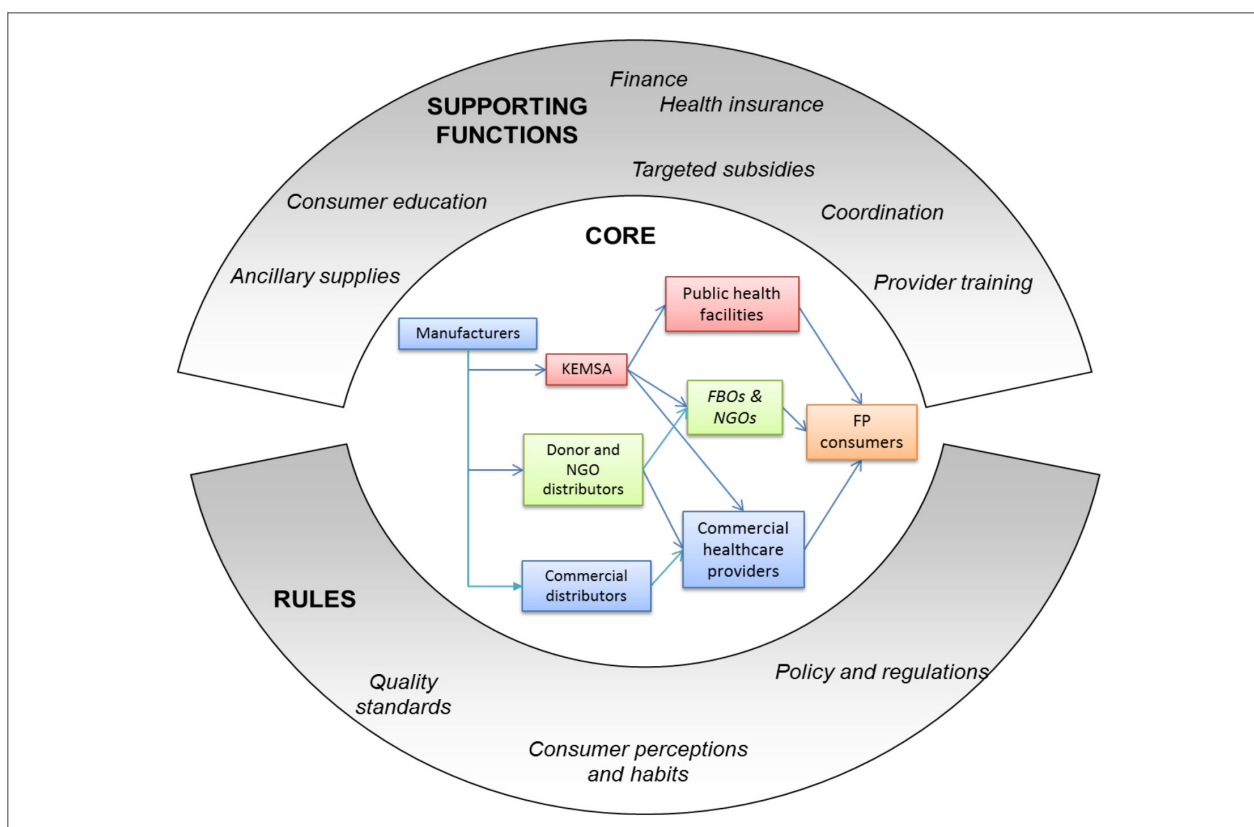 Finance
SUPPORTING
Health insurance
FUNCTIONS
Targeted subsidies
Consumer education
Coordination
CORE
Ancillary supplies
Provider training
Public health
facilities
Manufacturers
KEMSA
FBOs &
NGOs
FP
consumers
Donor and
NGO
distributors
Commercial
healthcare
providers
Commercial
distributors
RULES
Policy and regulations
Quality
standards
Consumer perceptions
and habits